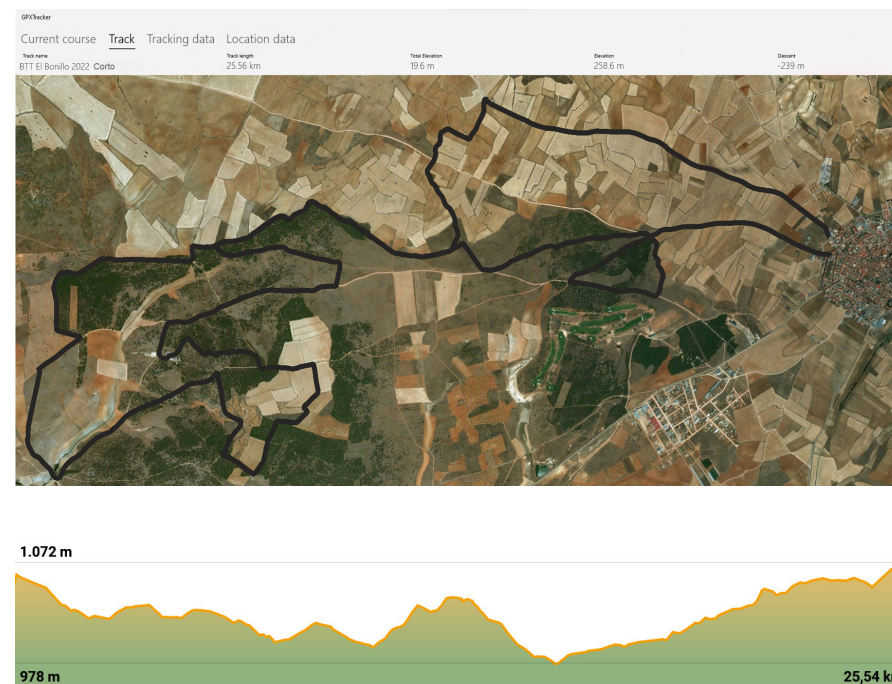 GPXTracker
Current course Track Tracking data Location data
Track name Track length Total Elevation Elevation Descent
BTT El Bonillo 2022 Corto 25.56 km 19.6 m 258.6 m -239 m
1.072 m
978 m 25,54 k